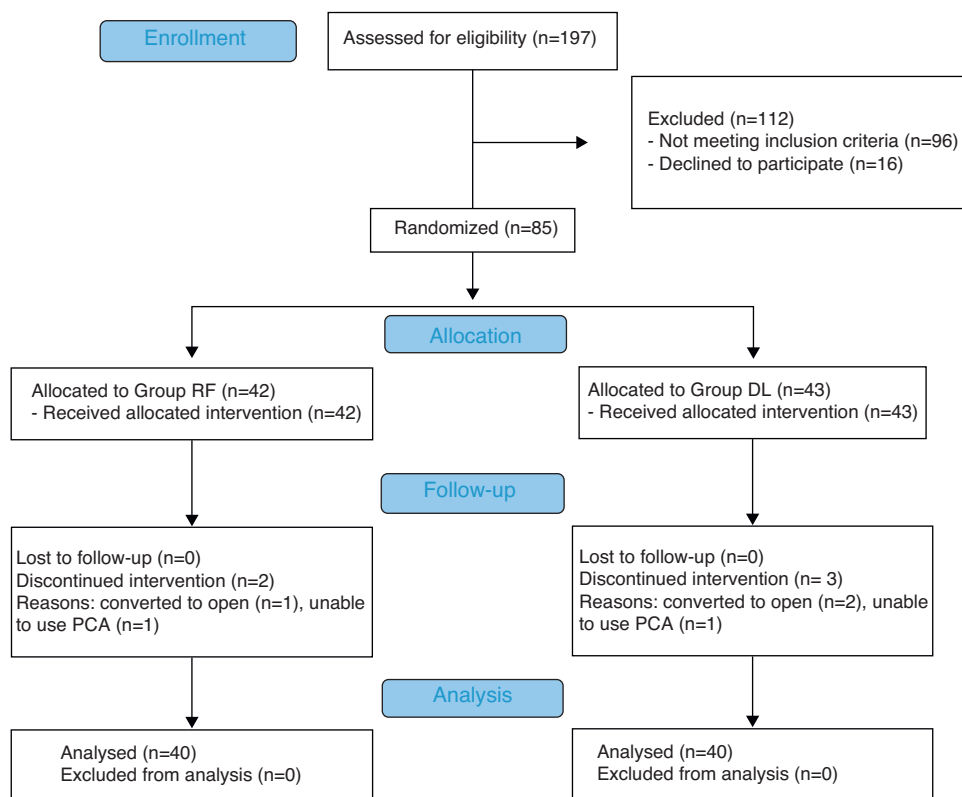 Enrollment
Assessed for eligibility (n=197)
Excluded (n=112)
- Not meeting inclusion criteria (n=96)
- Declined to participate (n=16)
Randomized (n=85)
Allocation
Allocated to Group RF (n=42)
- Received allocated intervention (n=42)
Allocated to Group DL (n=43)
- Received allocated intervention (n=43)
Follow-up
Lost to follow-up (n=0)
Discontinued intervention (n=2)
Reasons: converted to open (n=1), unable
to use PCA (n=1)
Lost to follow-up (n=0)
Discontinued intervention (n= 3)
Reasons: converted to open (n=2), unable
to use PCA (n=1)
Analysis
Analysed (n=40)
Excluded from analysis (n=0)
Analysed (n=40)
Excluded from analysis (n=0)